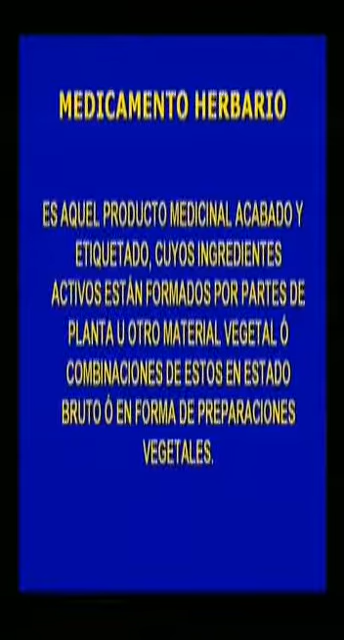 MEDICAMENTO HERBARIO
ES AQUEL PRODUCTO MEDICINAL ACABADO Y
ETIQUETADO, CUYOS INGREDIENTES
ACTIVOS ESTÁN FORMADOS POR PARTES DE
PLANTA U OTRO MATERIAL VEGETAL Ó
COMBINACIONES DE ESTOS EN ESTADO
BRUTO Ó EN FORMA DE PREPARACIONES
VEGETALES.